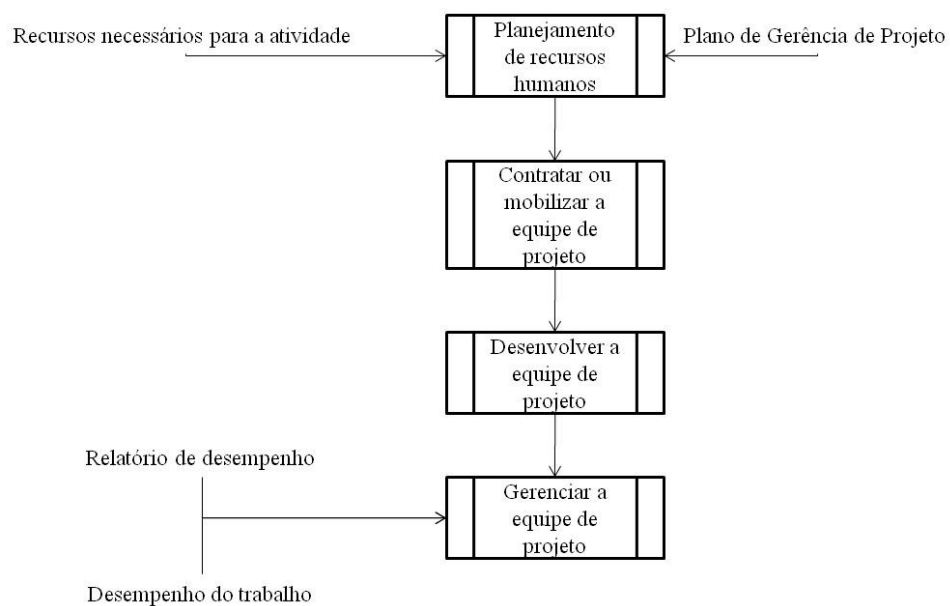 Recursos necessários para a atividade
Planejamento
de recursos
humanos
Plano de Gerência de Projeto
Contratar ou
mobilizar a
equipe de
projeto
Desenvolver a
equipe de
projeto
Relatório de desempenho
Gerenciar a
equipe de
projeto
Desempenho do trabalho